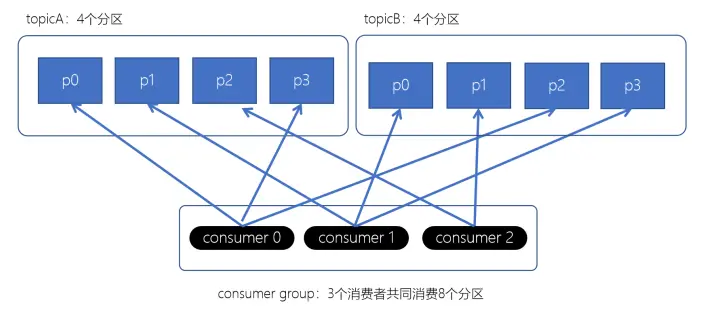 topicA：4个分区
topicB：4个分区
p0
p1
p2
p3
p0
p1
p2
p3
consumer 0
consumer 1
consumer 2
consumer group：3个消费者共同消费8个分区